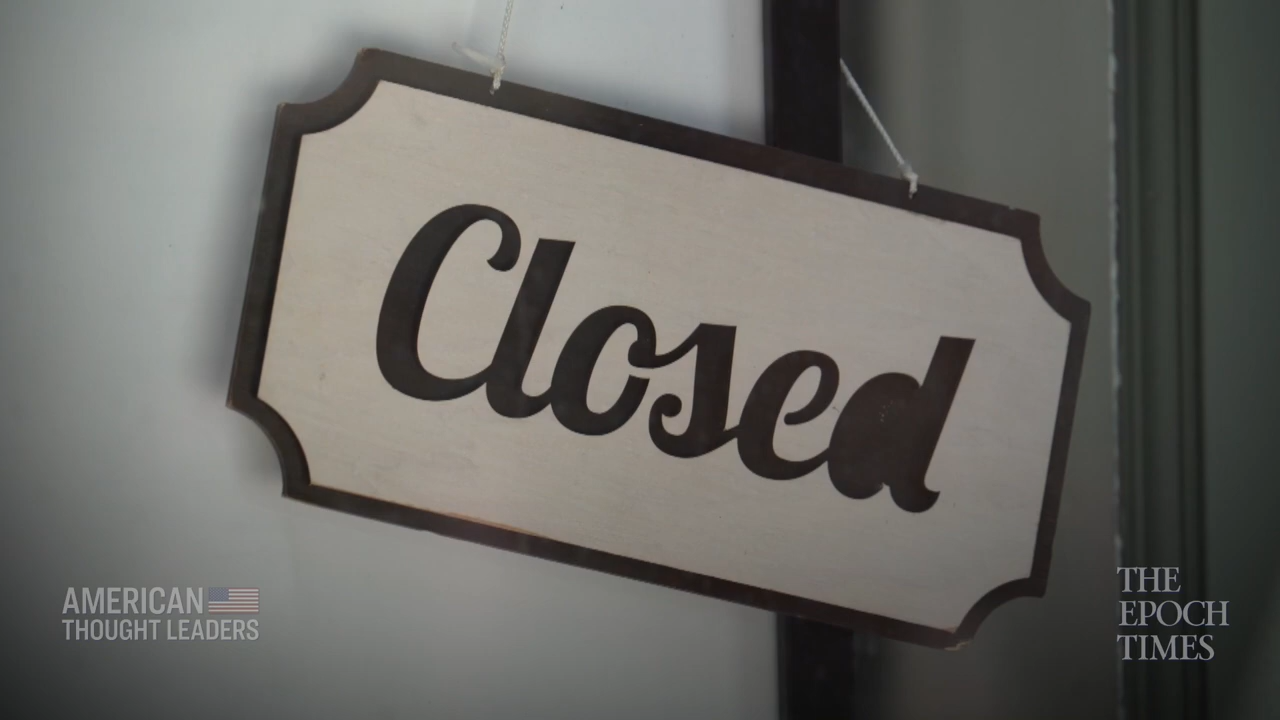 Closed
AMERICAN
THOUGHT LEADERS
THE
EPOCH
TIMES